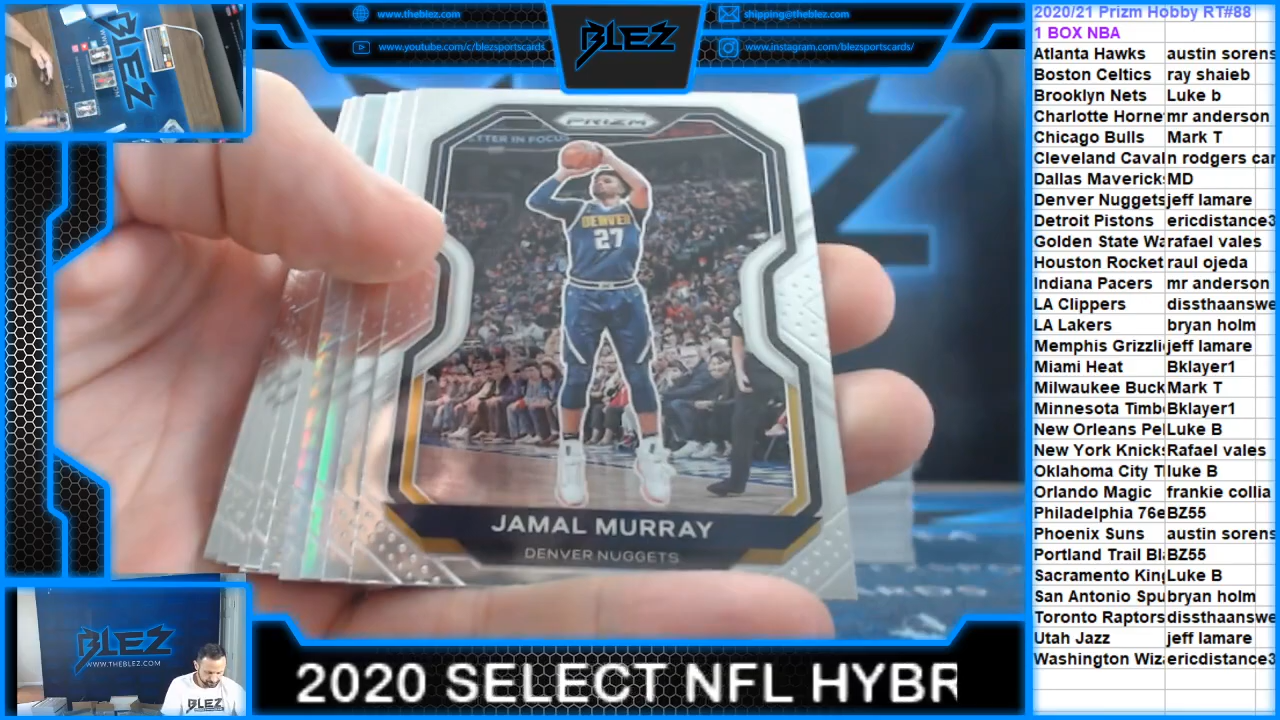 BLEZ
www.theblez.com
www.youtube.com/c/blezsportscards
BLEZ
shipping@theblez.com
www.instagram.com/blezsportscards/
PRIZM
TTER IN FOCUS
DENVER
27
JAMAL MURRAY
DENVER NUGGETS
BLEZ
WWW.THEBLEZ.COM
BLEZ
2020 SELECT NFL HYBR
2020/21 Prizm Hobby RT#88
1 BOX NBA
Atlanta Hawks austin sorens
Boston Celtics ray shaieb
Brooklyn Nets Luke b
Charlotte Horne mr anderson
Chicago Bulls Mark T
Cleveland Caval n rodgers car
Dallas Maverick MD
Denver Nuggets jeff lamare
Detroit Pistons ericdistance3
Golden State Wa rafael vales
Houston Rocket raul ojeda
Indiana Pacers mr anderson
LA Clippers dissthaanswe
LA Lakers bryan holm
Memphis Grizzli jeff lamare
Miami Heat Bklayer1
Milwaukee Buck Mark T
Minnesota Timb Bklayer1
New Orleans Pe Luke B
New York Knick Rafael vales
Oklahoma City T luke B
Orlando Magic frankie collia
Philadelphia 76e BZ55
Phoenix Suns austin sorens
Portland Trail Bl BZ55
Sacramento King Luke B
San Antonio Spu bryan holm
Toronto Raptors dissthaanswe
Utah Jazz jeff lamare
Washington Wiz ericdistance3